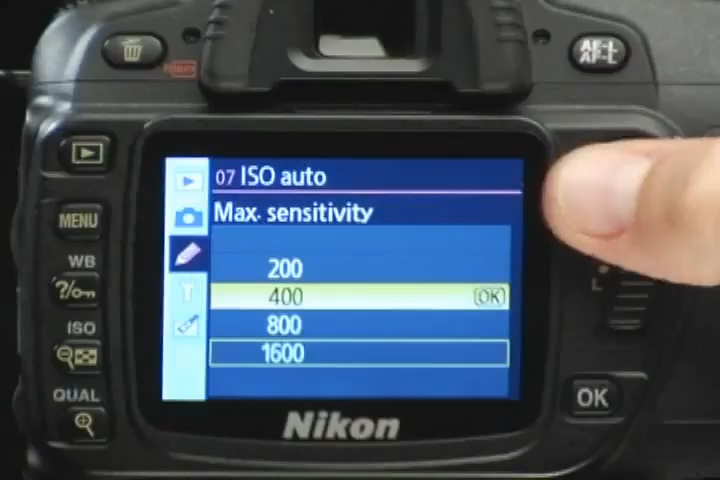 AE-L
AF-L
07 ISO auto
Max. sensitivity
MENU
WB
?/
200
400 OK
800
1600
ISO
QUAL
L
OK
Nikon